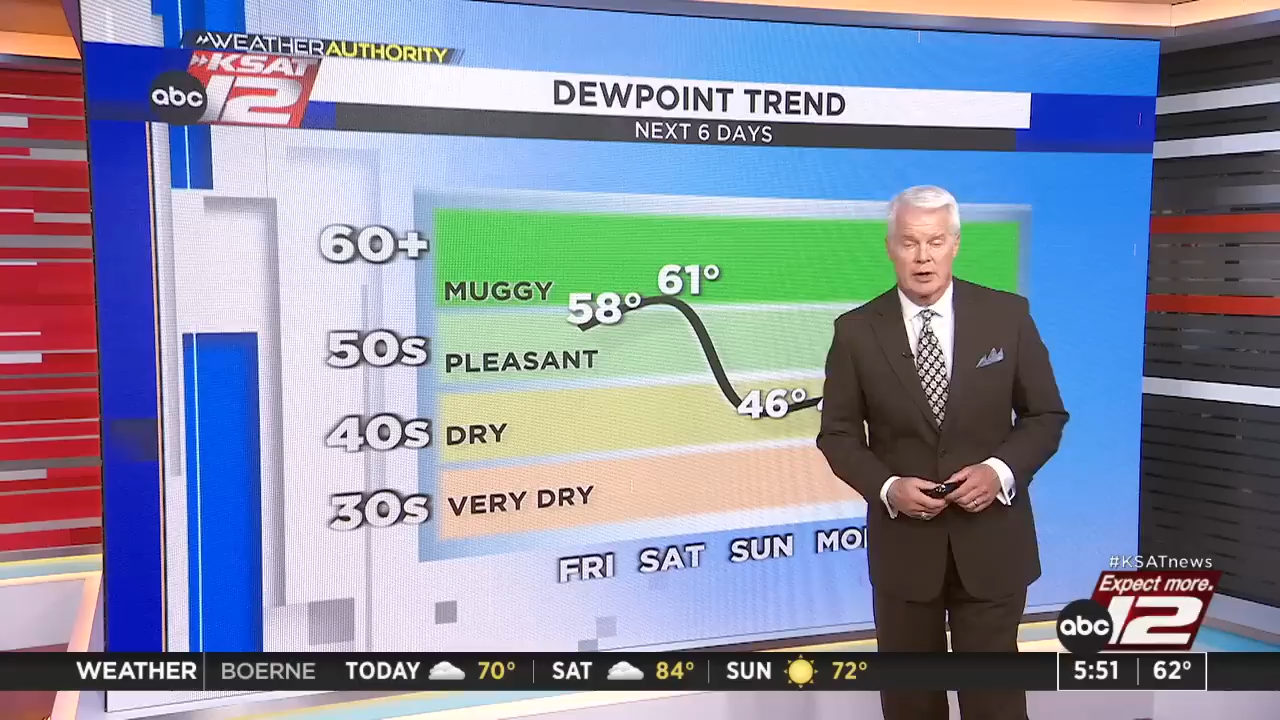 »WEATHERAUTHORITY
»KSAT
abc 12
DEWPOINT TREND
NEXT 6 DAYS
60+
MUGGY
58° 61°
50s
PLEASANT
46°
40s DRY
30s VERY DRY
FRI SAT SUN
#KSATnews
Expect more.
abc 12
WEATHER BOERNE TODAY 70° SAT 84° SUN 72° 5:51 62°